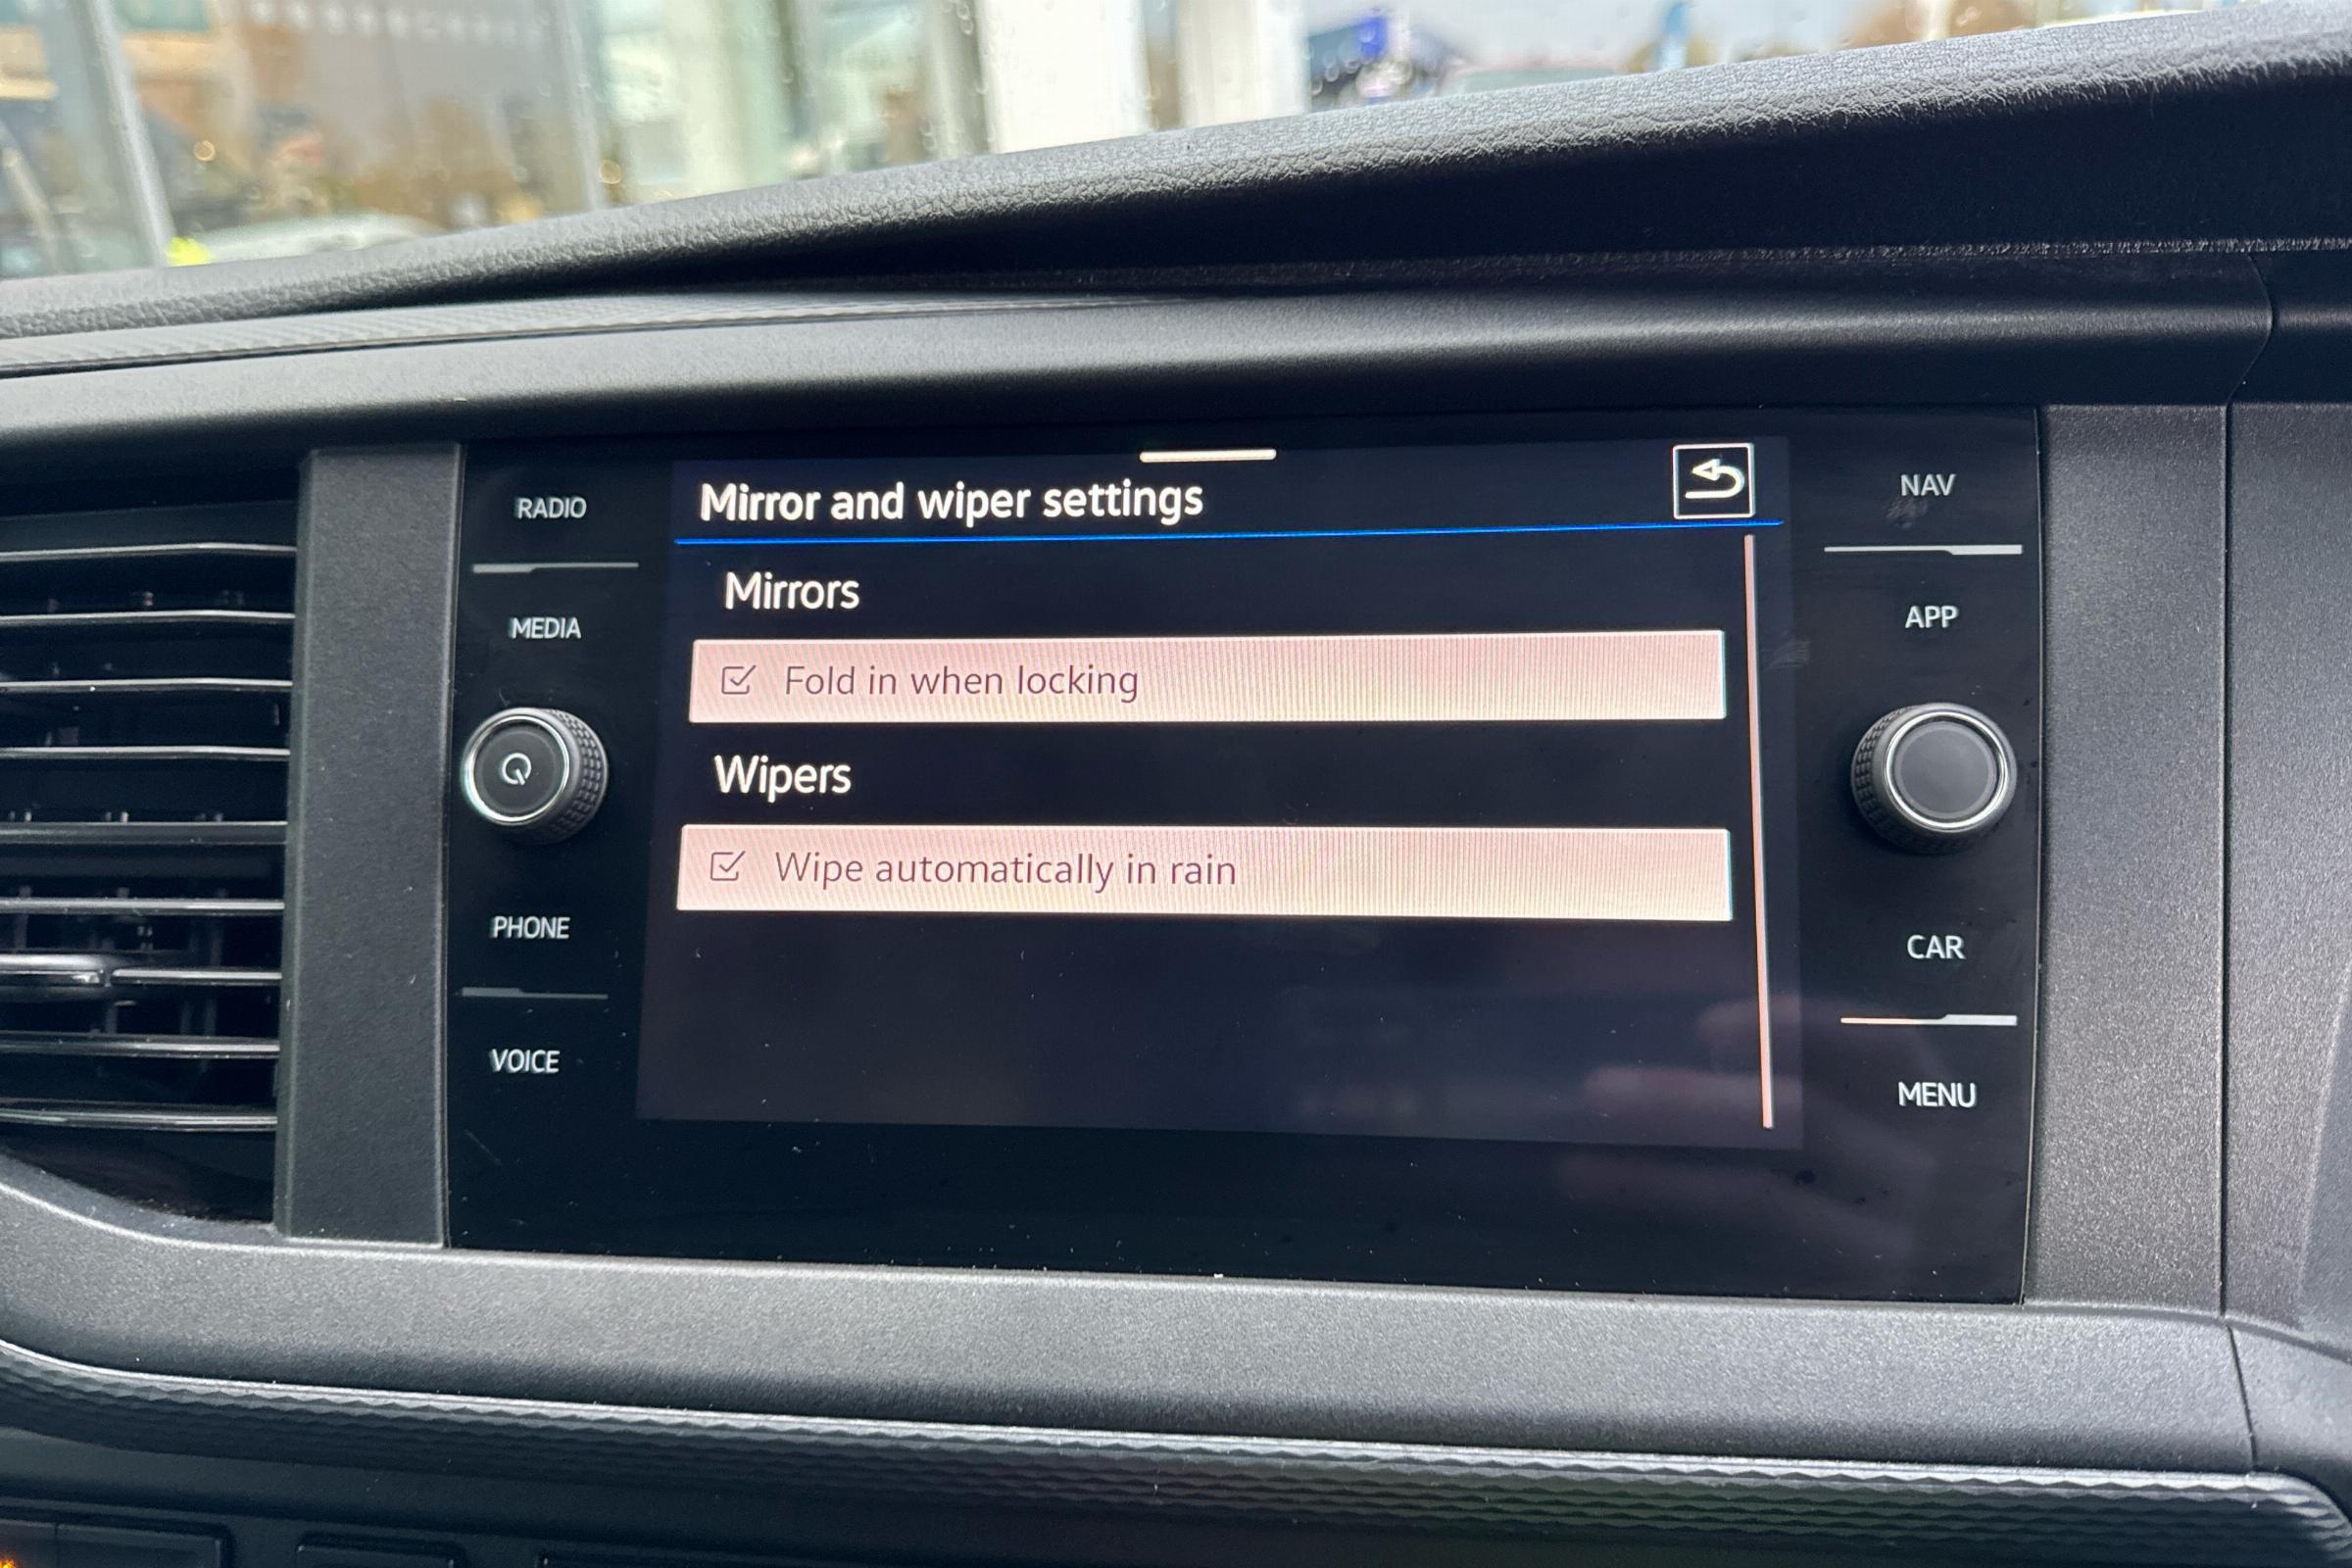 RADIO
MEDIA
PHONE
VOICE
Mirror and wiper settings
Mirrors
Fold in when locking
Wipers
Wipe automatically in rain
NAV
APP
CAR
MENU